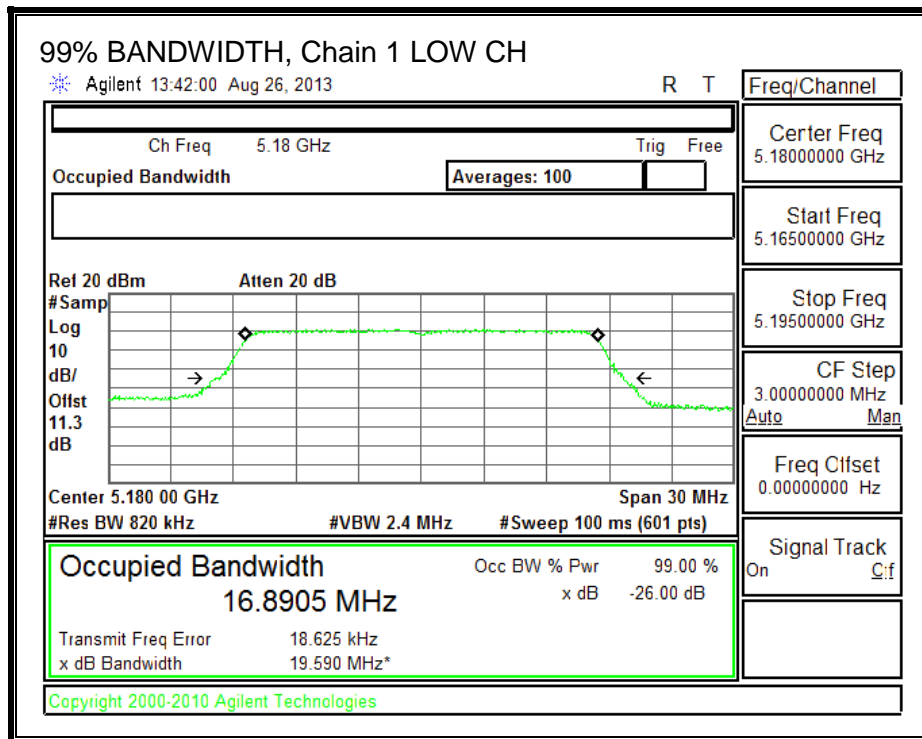 99% BANDWIDTH, Chain 1 LOW CH
Agilent 13:42:00 Aug 26, 2013 R T
Ch Freq 5.18 GHz Trig Free
Occupied Bandwidth Averages: 100
Ref 20 dBm Atten 20 dB
#Samp
Log
10
dB/
Offst
11.3
dB
Center 5.180 00 GHz Span 30 MHz
#Res BW 820 kHz #VBW 2.4 MHz #Sweep 100 ms (601 pts)
Occupied Bandwidth Occ BW % Pwr 99.00 %
16.8905 MHz x dB -26.00 dB
Transmit Freq Error 18.625 kHz
x dB Bandwidth 19.590 MHz*
Copyright 2000-2010 Agilent Technologies
Freq/Channel
Center Freq
5.18000000 GHz
Start Freq
5.16500000 GHz
Stop Freq
5.19500000 GHz
CF Step
3.00000000 MHz
Auto Man
Freq Offset
0.00000000 Hz
Signal Track
On Off